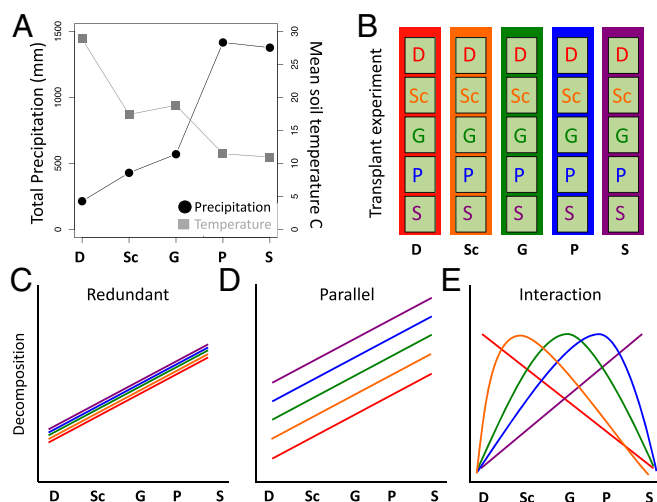 A
Total Precipitation (mm)
1500
1000
500
0
Mean soil temperature C
30
25
20
15
10
5
0
Precipitation
Temperature
D Sc G P S
B
Transplant experiment
D D D D D
Sc Sc Sc Sc Sc
G G G G G
P P P P P
S S S S S
D Sc G P S
C
Redundant
Decomposition
D Sc G P S
D
Parallel
D Sc G P S
E
Interaction
D Sc G P S